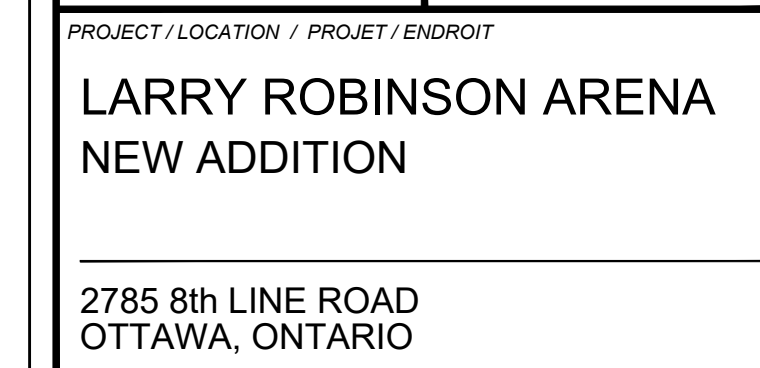 PROJECT / LOCATION / PROJET / ENDROIT
LARRY ROBINSON ARENA
NEW ADDITION
2785 8th LINE ROAD
OTTAWA, ONTARIO